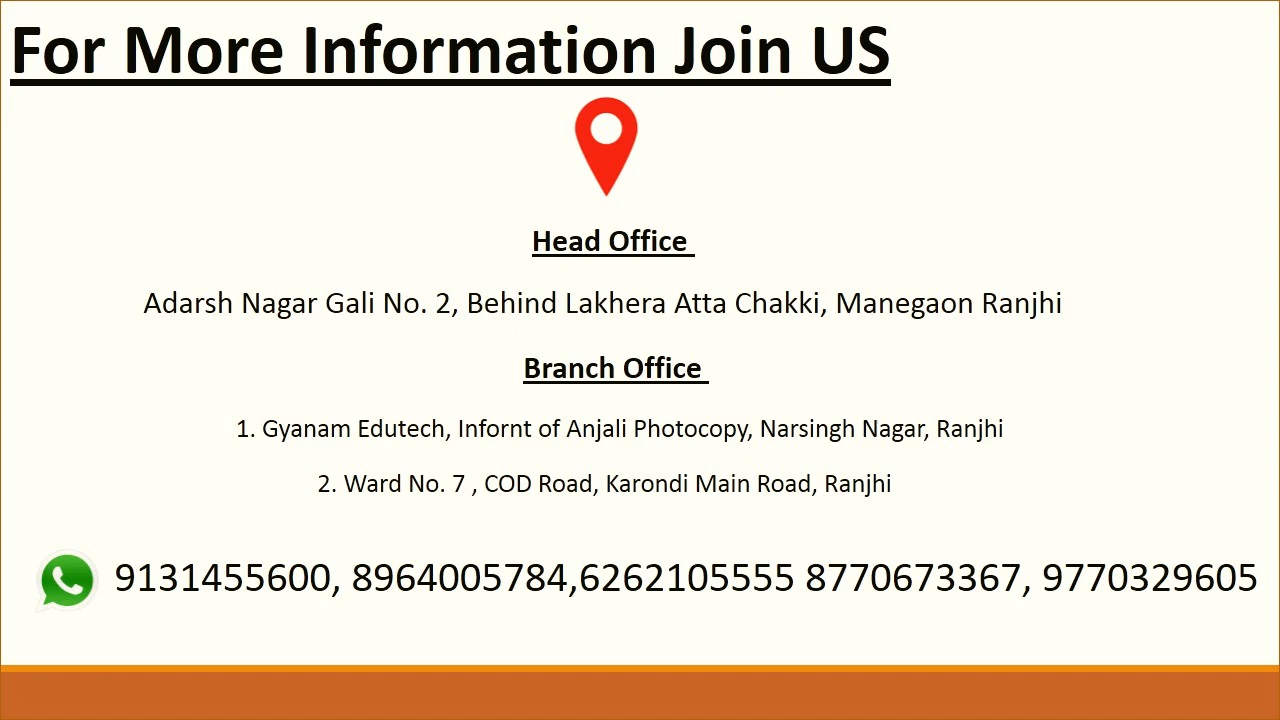 For More Information Join US
Head Office
Adarsh Nagar Gali No. 2, Behind Lakhera Atta Chakki, Manegaon Ranjhi
Branch Office
1. Gyanam Edutech, Infornt of Anjali Photocopy, Narsingh Nagar, Ranjhi
2. Ward No. 7 , COD Road, Karondi Main Road, Ranjhi
9131455600, 8964005784,6262105555 8770673367, 9770329605